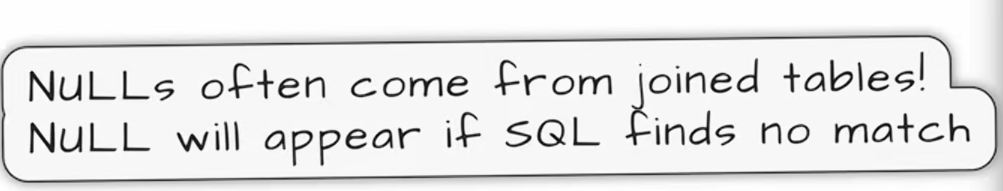 NULLs often come from joined tables!
NULL will appear if SQL finds no match